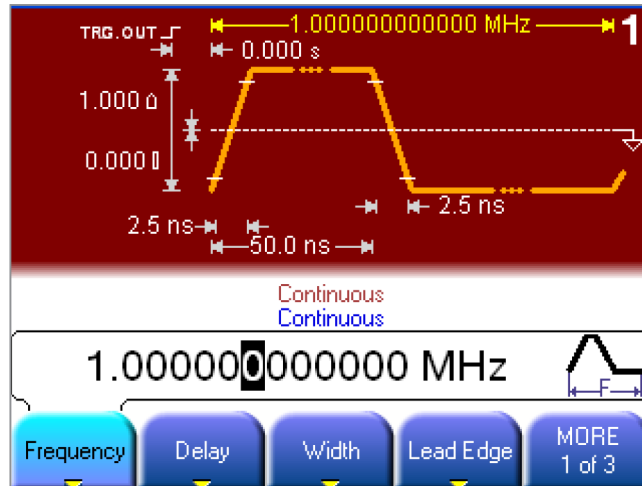 TRG.OUT
1.000000000000 MHz
1
0.000 s
1.000
0.000
2.5 ns
2.5 ns
50.0 ns
Continuous
Continuous
1.000000000000 MHz
F
Frequency
Delay
Width
Lead Edge
MORE
1 of 3